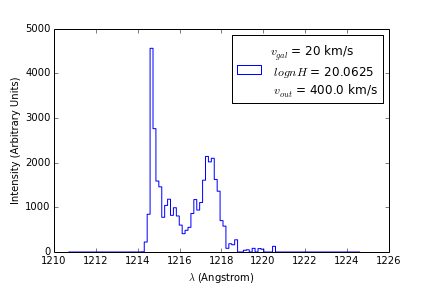 5000
4000
3000
2000
1000
0
1210 1212 1214 1216 1218 1220 1222 1224 1226
Intensity (Arbitrary Units)
λ (Angstrom)
v_gal = 20 km/s
lognH = 20.0625
v_out = 400.0 km/s